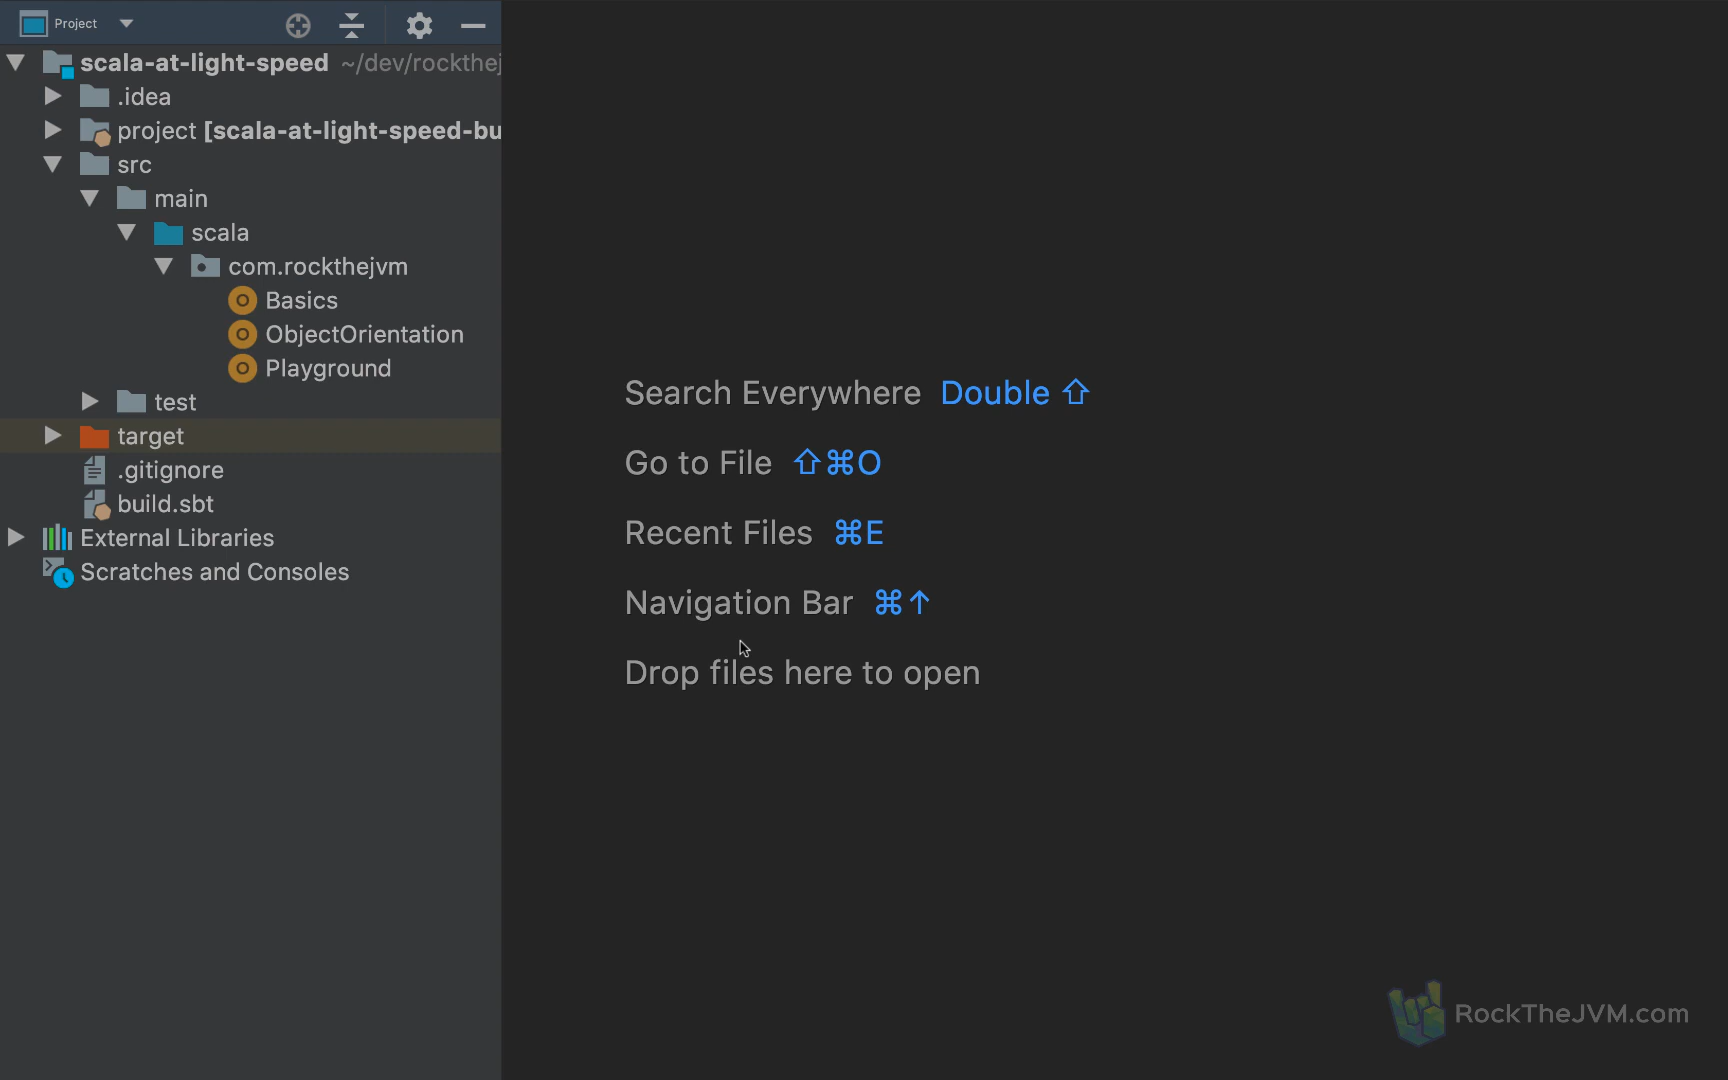 Project
scala-at-light-speed ~/dev/rockthej
.idea
project [scala-at-light-speed-bu
src
main
scala
com.rockthejvm
Basics
ObjectOrientation
Playground
test
target
.gitignore
build.sbt
External Libraries
Scratches and Consoles
Search Everywhere Double ⇧
Go to File ⇧⌘O
Recent Files ⌘E
Navigation Bar ⌘↑
Drop files here to open
RockTheJVM.com